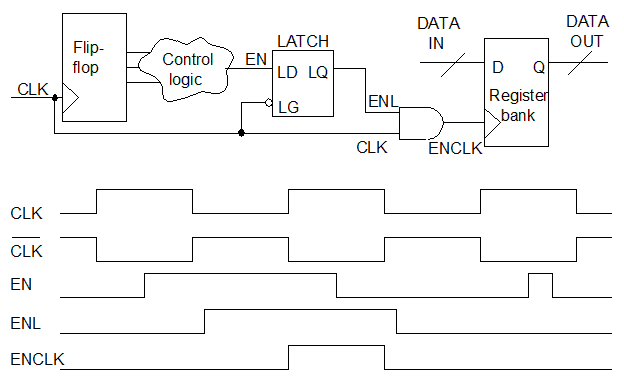 DATA
IN
DATA
OUT
Flip-
flop
Control
logic
EN
LATCH
LD LQ
LG
CLK
ENL
CLK
ENCLK
D Q
Register
bank
CLK
CLK
EN
ENL
ENCLK